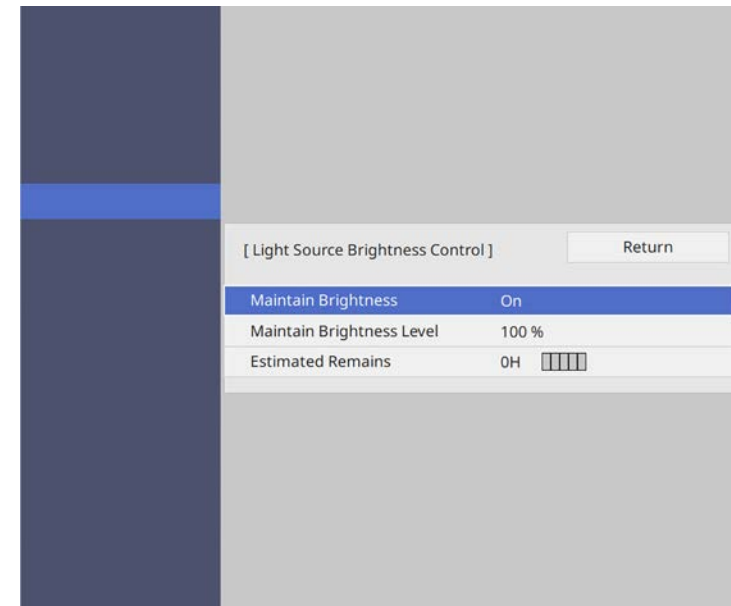 [ Light Source Brightness Control ] Return
Maintain Brightness On
Maintain Brightness Level 100 %
Estimated Remains 0H